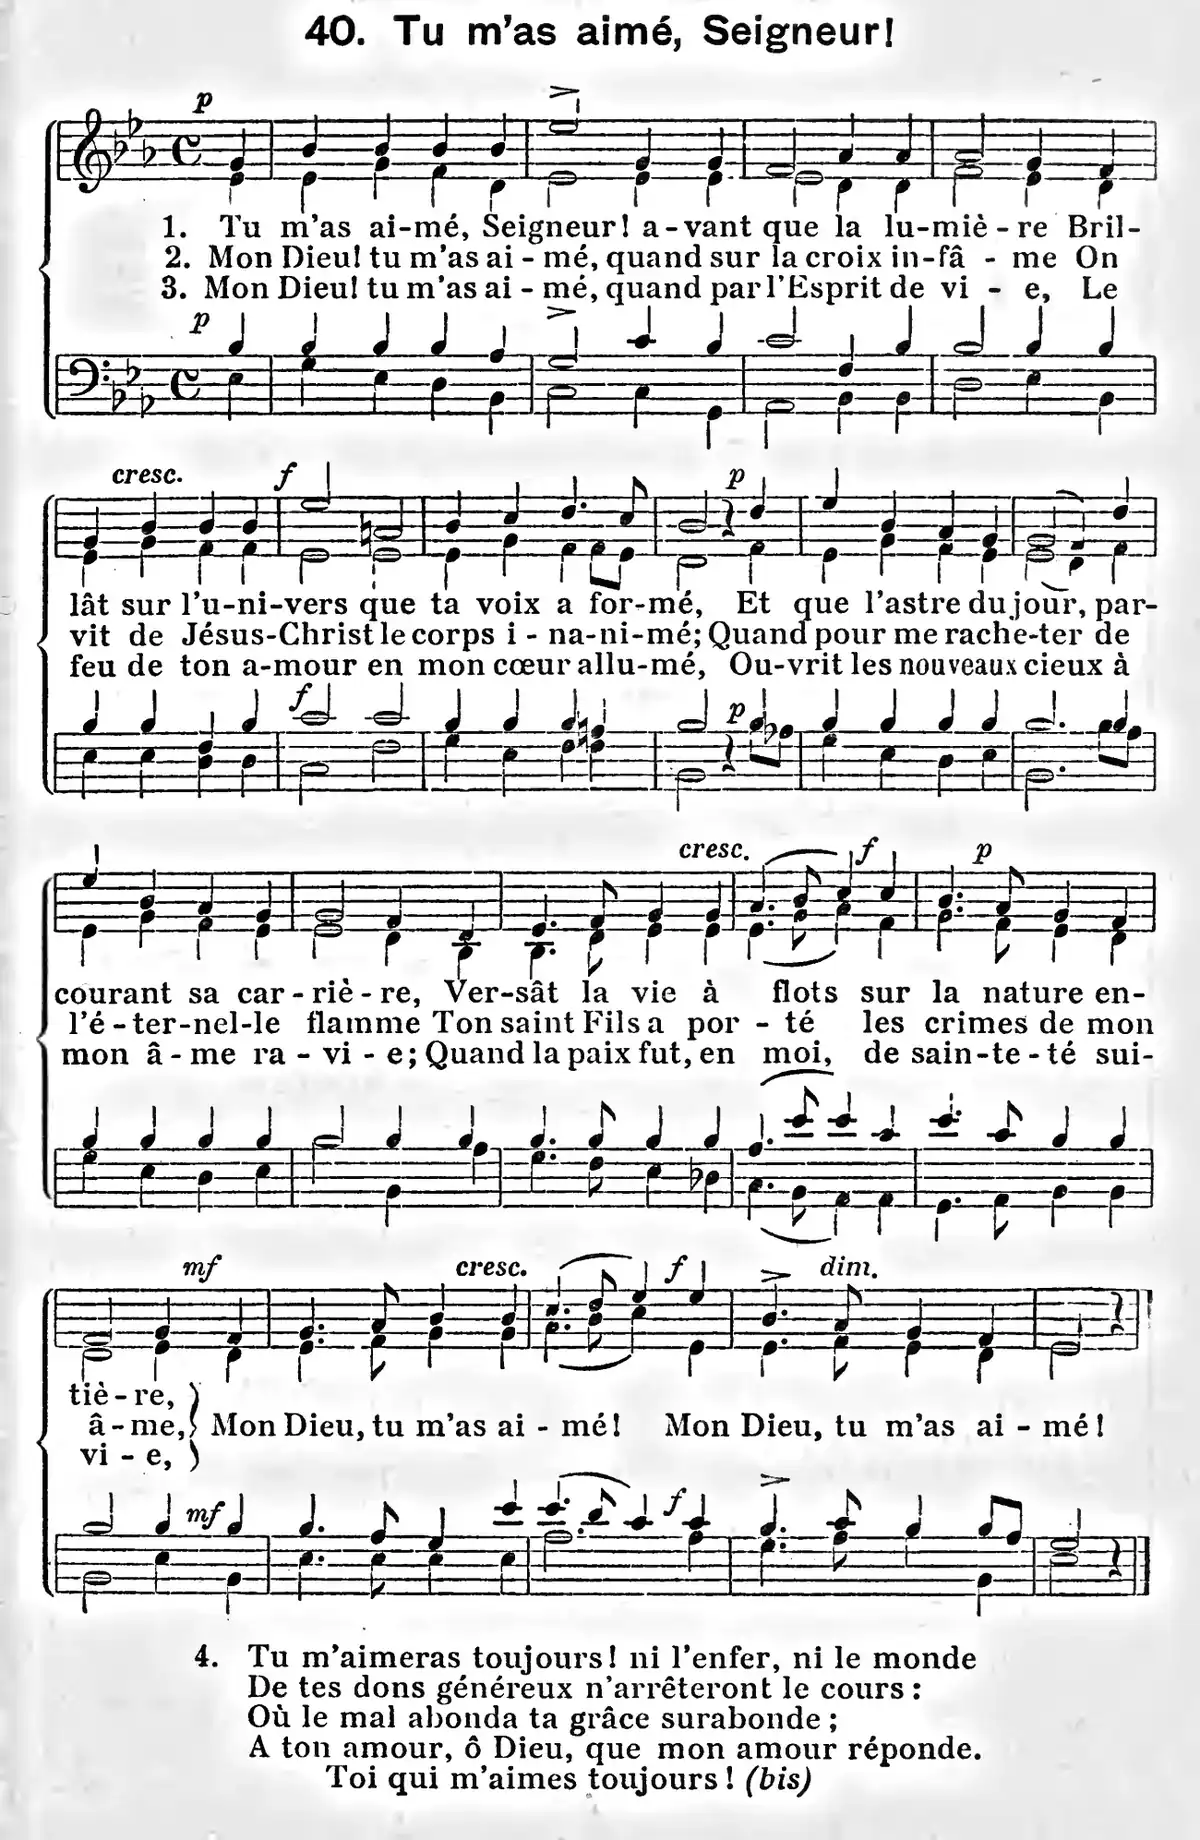 40. Tu m'as aimé, Seigneur!
p
1. Tu m'as ai-mé, Seigneur! a-vant que la lu-miè-re Bril-
2. Mon Dieu! tu m'as ai-mé, quand sur la croix in-fâ-me On
3. Mon Dieu! tu m'as ai-mé, quand par l'Esprit de vi-e, Le
p
cresc. f p
lât sur l'u-ni-vers que ta voix a for-mé, Et que l'astre du jour, par-
vit de Jésus-Christ le corps i-na-ni-mé; Quand pour me rache-ter de
feu de ton a-mour en mon cœur allu-mé, Ou-vrit les nouveaux cieux à
f p
cresc. f p
courant sa car-riè-re, Ver-sât la vie à flots sur la nature en-
l'é-ter-nel-le flamme Ton saint Fils a por-té les crimes de mon
mon â-me ra-vi-e; Quand la paix fut, en moi, de sain-te-té sui-
mf cresc. f dim.
tiè-re,
â-me, Mon Dieu, tu m'as ai-mé! Mon Dieu, tu m'as ai-mé!
vi-e,
mf f
4. Tu m'aimeras toujours! ni l'enfer, ni le monde
De tes dons généreux n'arrêteront le cours:
Où le mal abonda ta grâce surabonde;
A ton amour, ô Dieu, que mon amour réponde.
Toi qui m'aimes toujours! (bis)